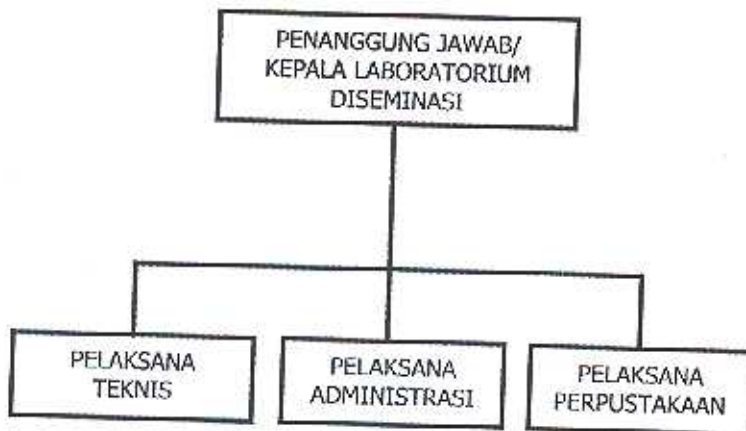 PENANGGUNG JAWAB/
KEPALA LABORATORIUM
DISEMINASI
PELAKSANA
TEKNIS
PELAKSANA
ADMINISTRASI
PELAKSANA
PERPUSTAKAAN